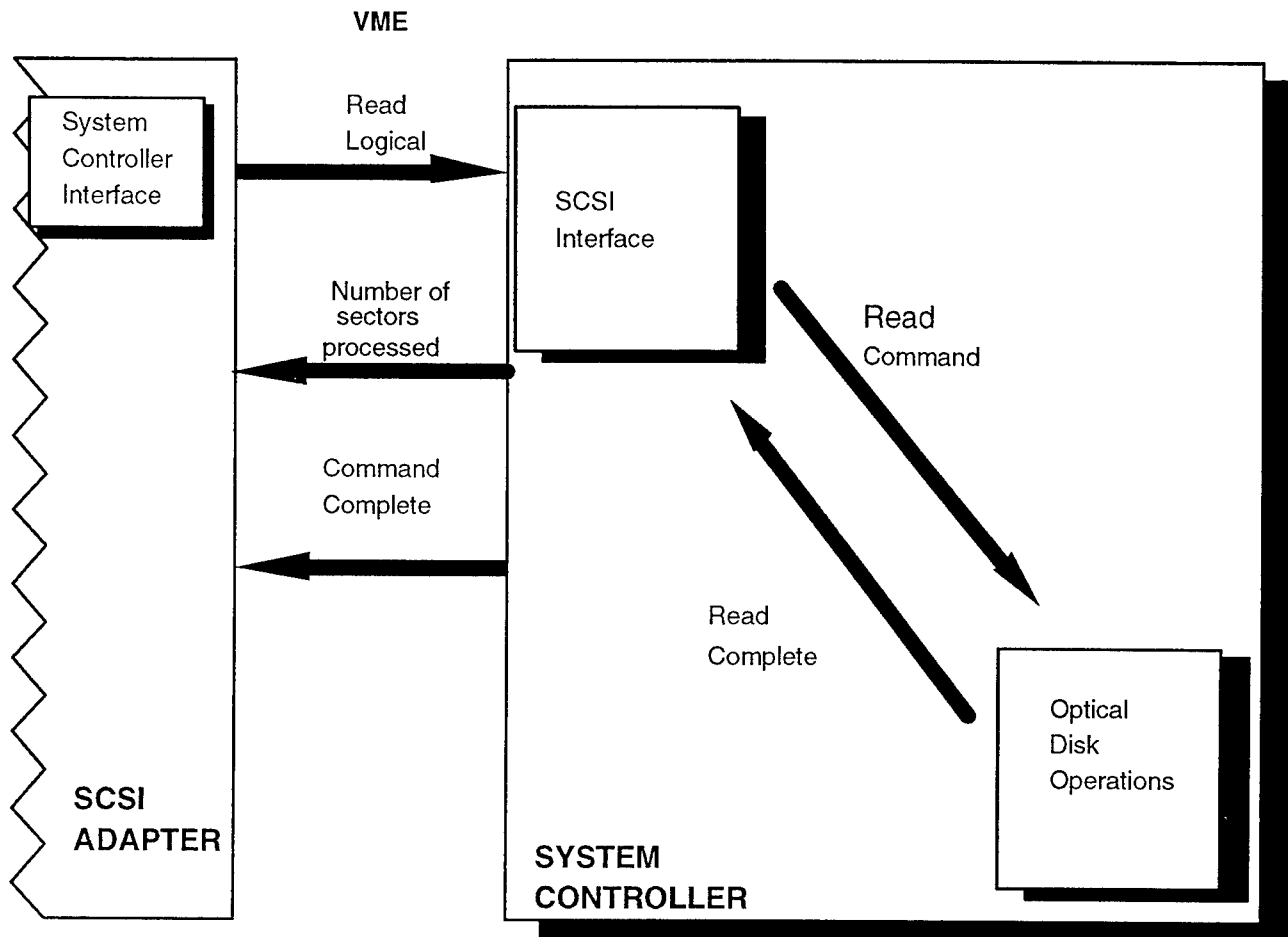 VME
System
Controller
Interface
Read
Logical
SCSI
Interface
Number of
sectors
processed
Read
Command
Command
Complete
Read
Complete
Optical
Disk
Operations
SCSI
ADAPTER
SYSTEM
CONTROLLER